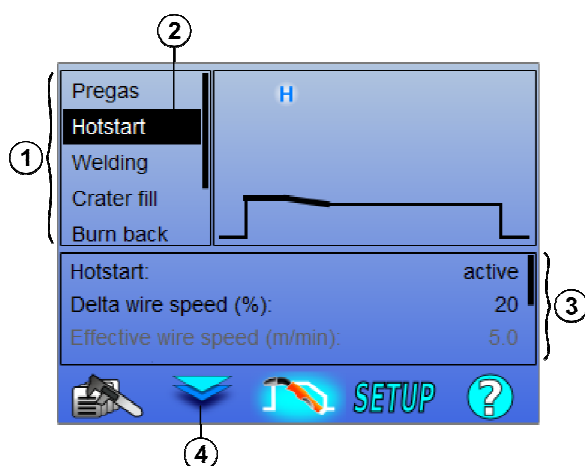 2
Pregas
H
Hotstart
1
Welding
Crater fill
Burn back
Hotstart: active
3
Delta wire speed (%): 20
Effective wire speed (m/min): 5.0
SETUP ?
4